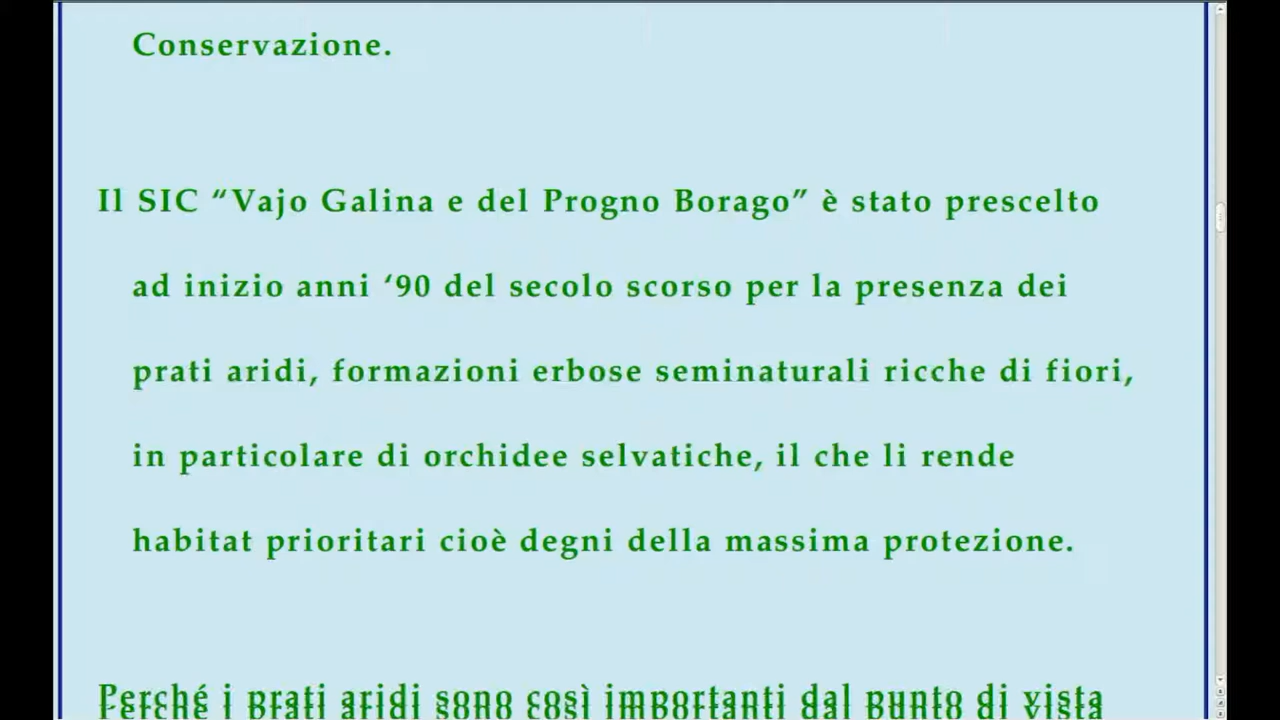 Conservazione.
Il SIC “Vajo Galina e del Progno Borago” è stato prescelto
ad inizio anni ‘90 del secolo scorso per la presenza dei
prati aridi, formazioni erbose seminaturali ricche di fiori,
in particolare di orchidee selvatiche, il che li rende
habitat prioritari cioè degni della massima protezione.
Perché i prati aridi sono così importanti dal punto di vista